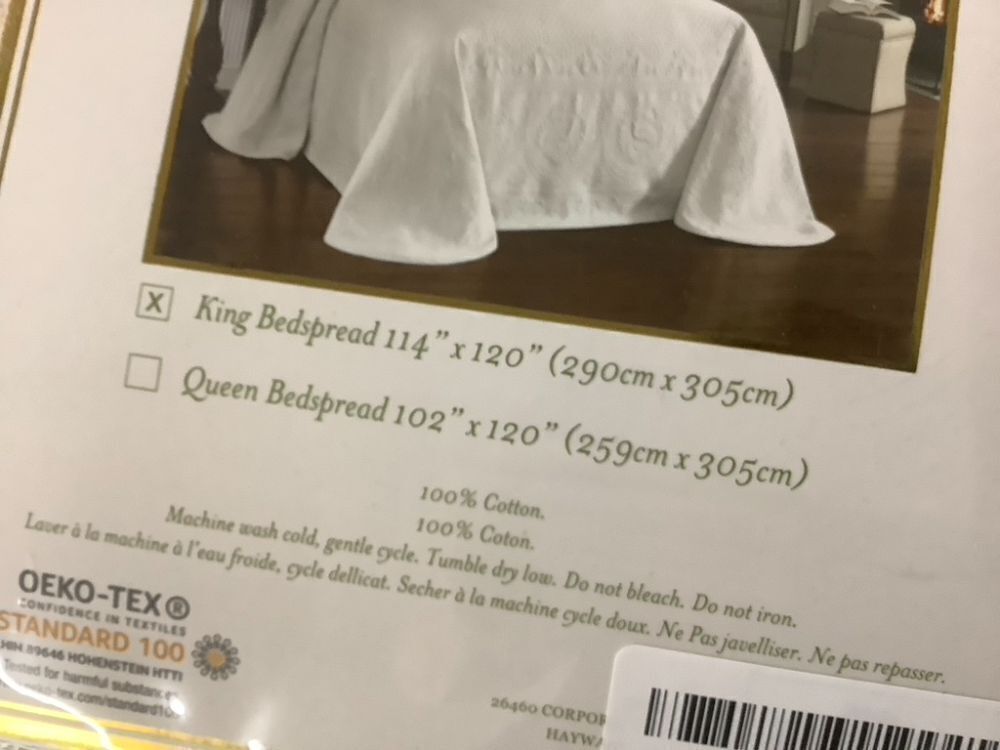 X King Bedspread 114" x 120" (290cm x 305cm)
Queen Bedspread 102" x 120" (259cm x 305cm)
100% Cotton.
100% Coton.
Machine wash cold, gentle cycle. Tumble dry low. Do not bleach. Do not iron.
Laver à la machine à l'eau froide, cycle dellicat. Secher à la machine cycle doux. Ne Pas javelliser. Ne pas repasser.
OEKO-TEX®
CONFIDENCE IN TEXTILES
STANDARD 100
HIN.89646 HOHENSTEIN HTTI
Tested for harmful
26460